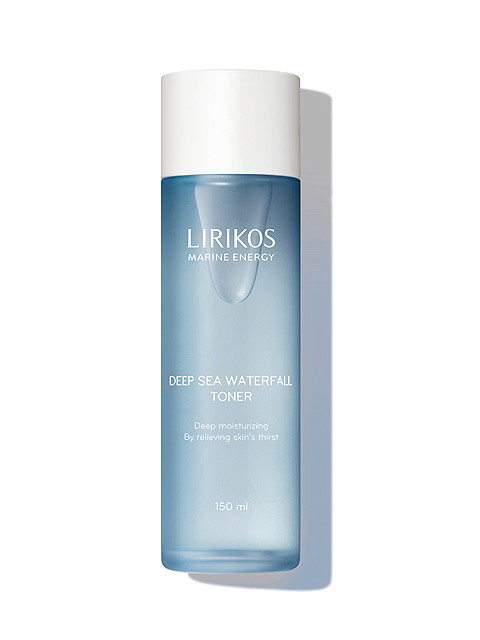 LIRIKOS
MARINE ENERGY
DEEP SEA WATERFALL
TONER
Deep moisturizing
By relieving skin's thirst
150 ml